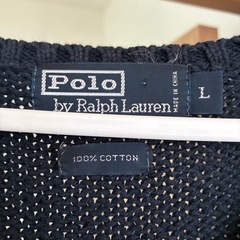 Polo
by Ralph Lauren
MADE IN CHINA
L
100% COTTON